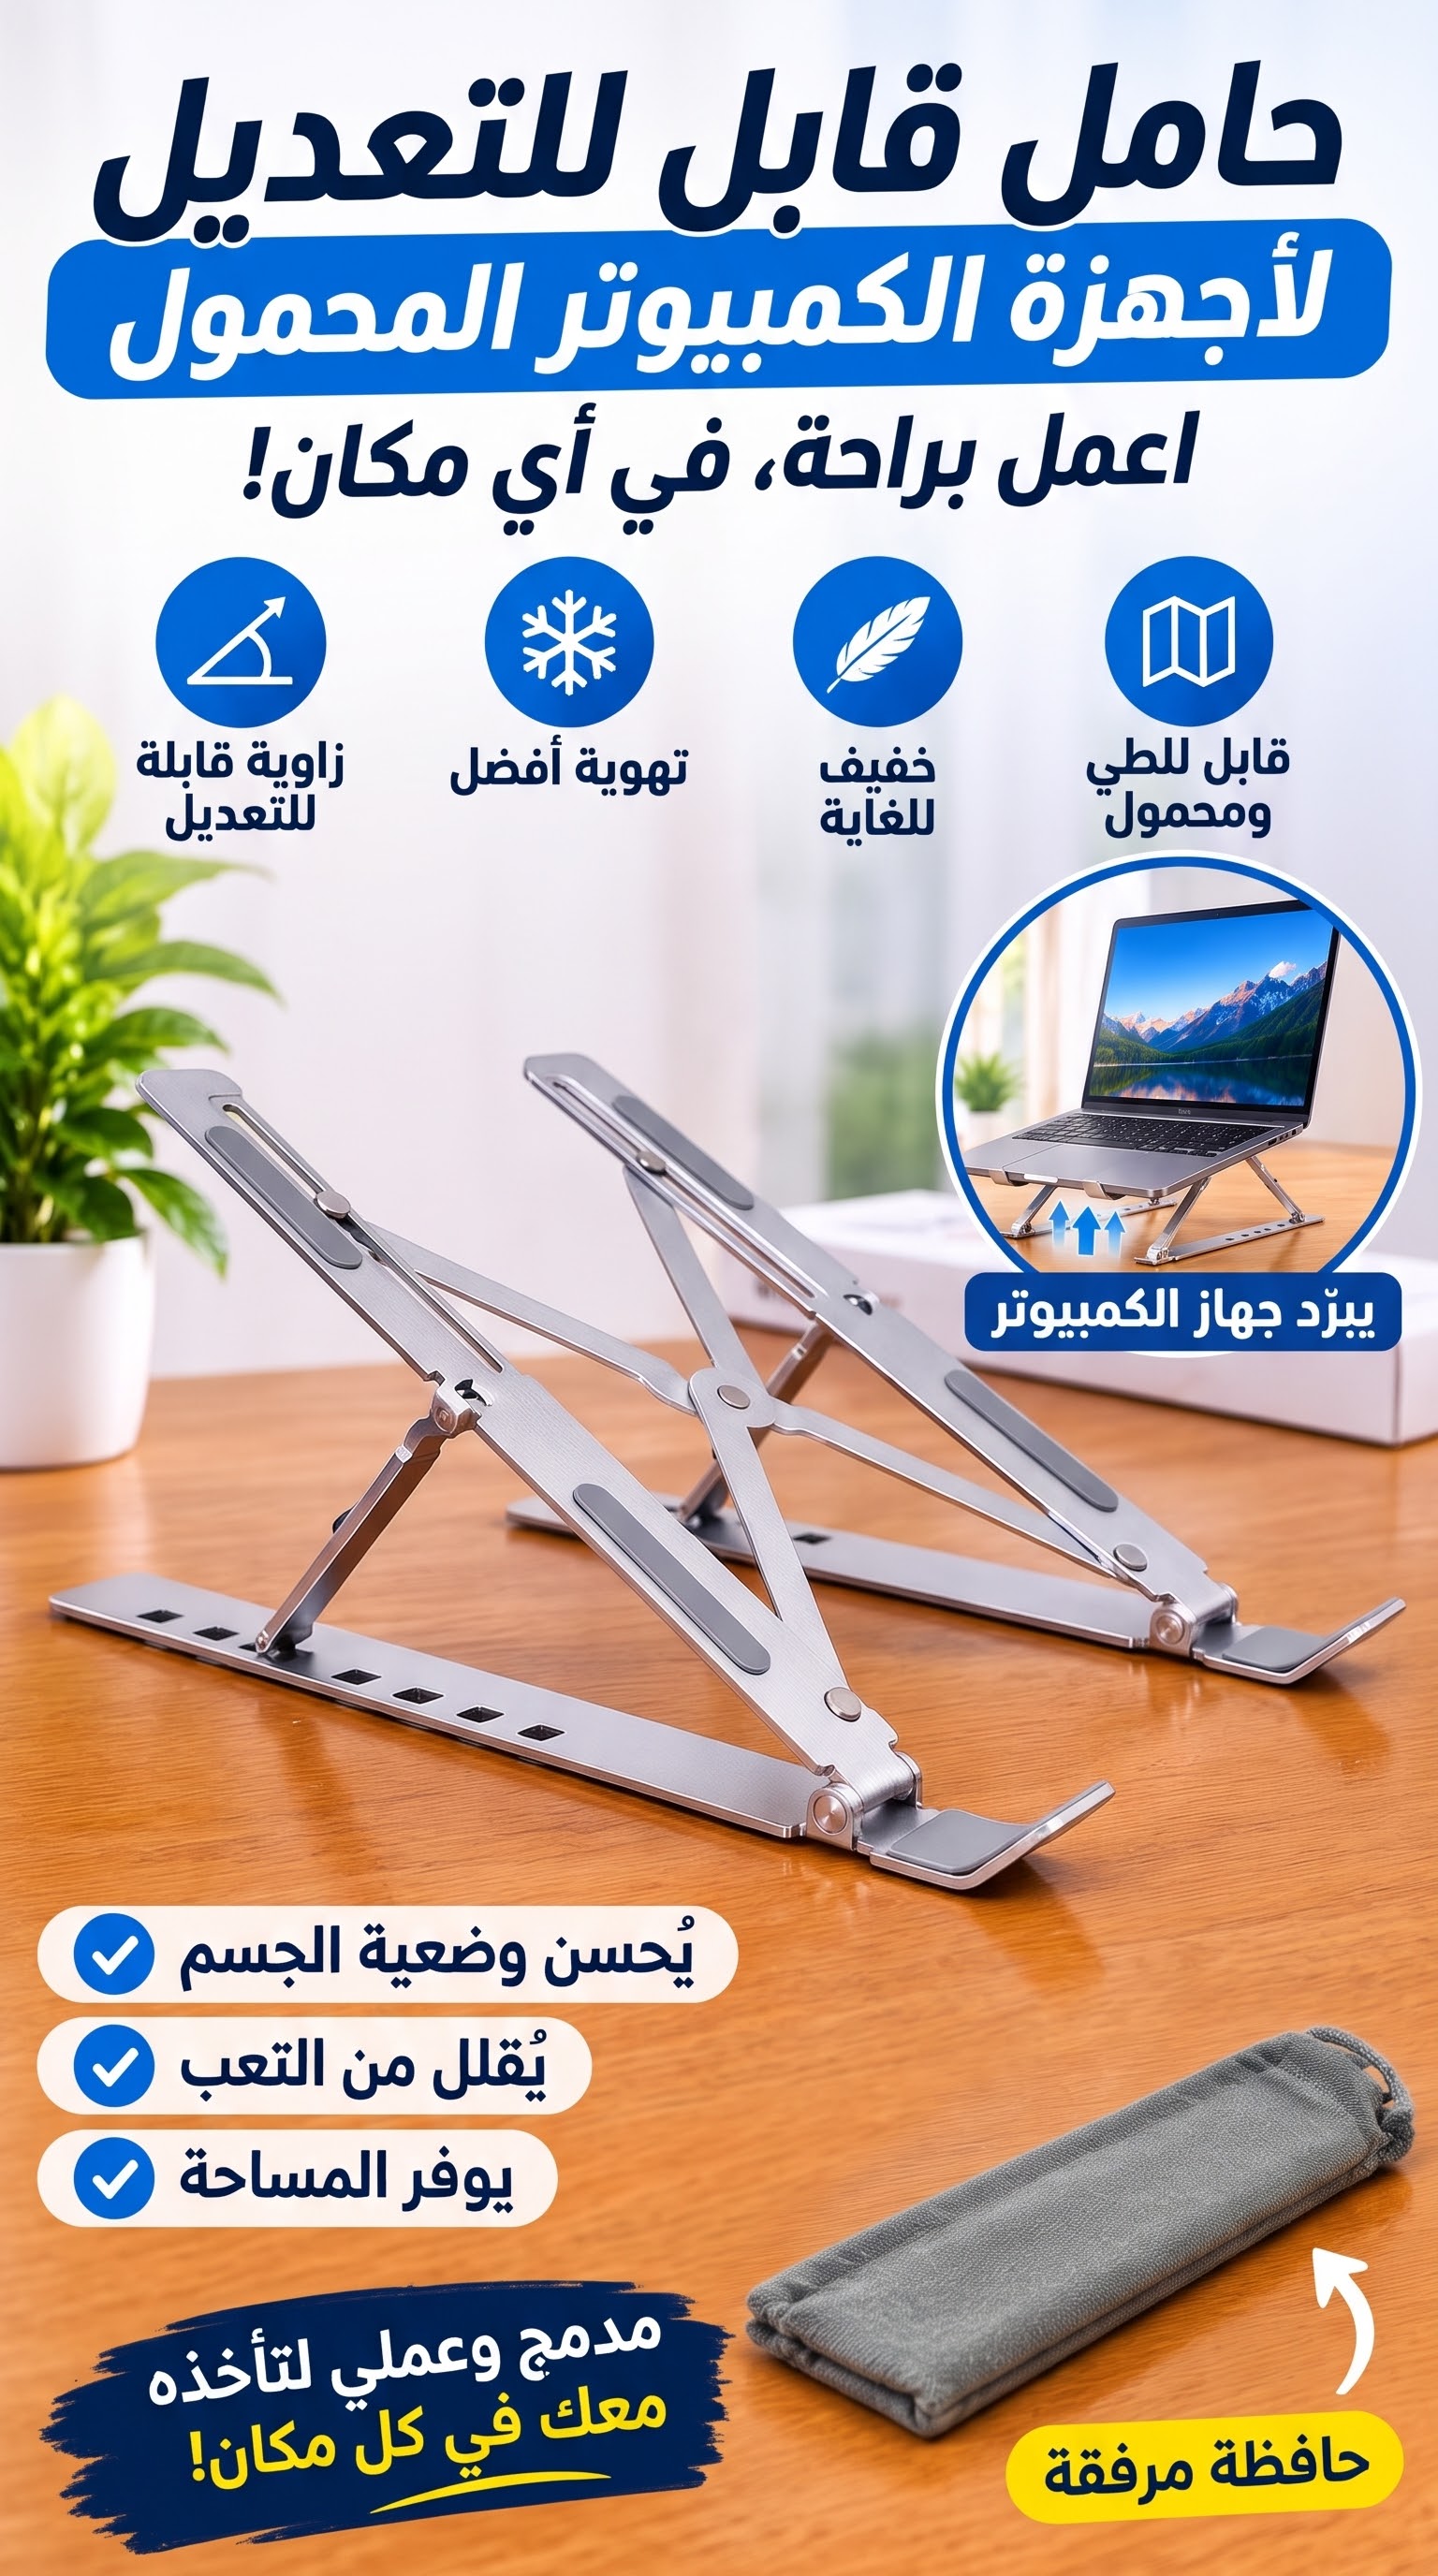 حامل قابل للتعديل
لأجهزة الكمبيوتر المحمول
اعمل براحة، في أي مكان!
قابل للطي
ومحمول
خفيف
للغاية
تهوية أفضل
زاوية قابلة
للتعديل
يبرّد جهاز الكمبيوتر
يُحسن وضعية الجسم
يُقلل من التعب
يوفر المساحة
مدمج وعملي لتأخذه
معك في كل مكان!
حافظة مرفقة